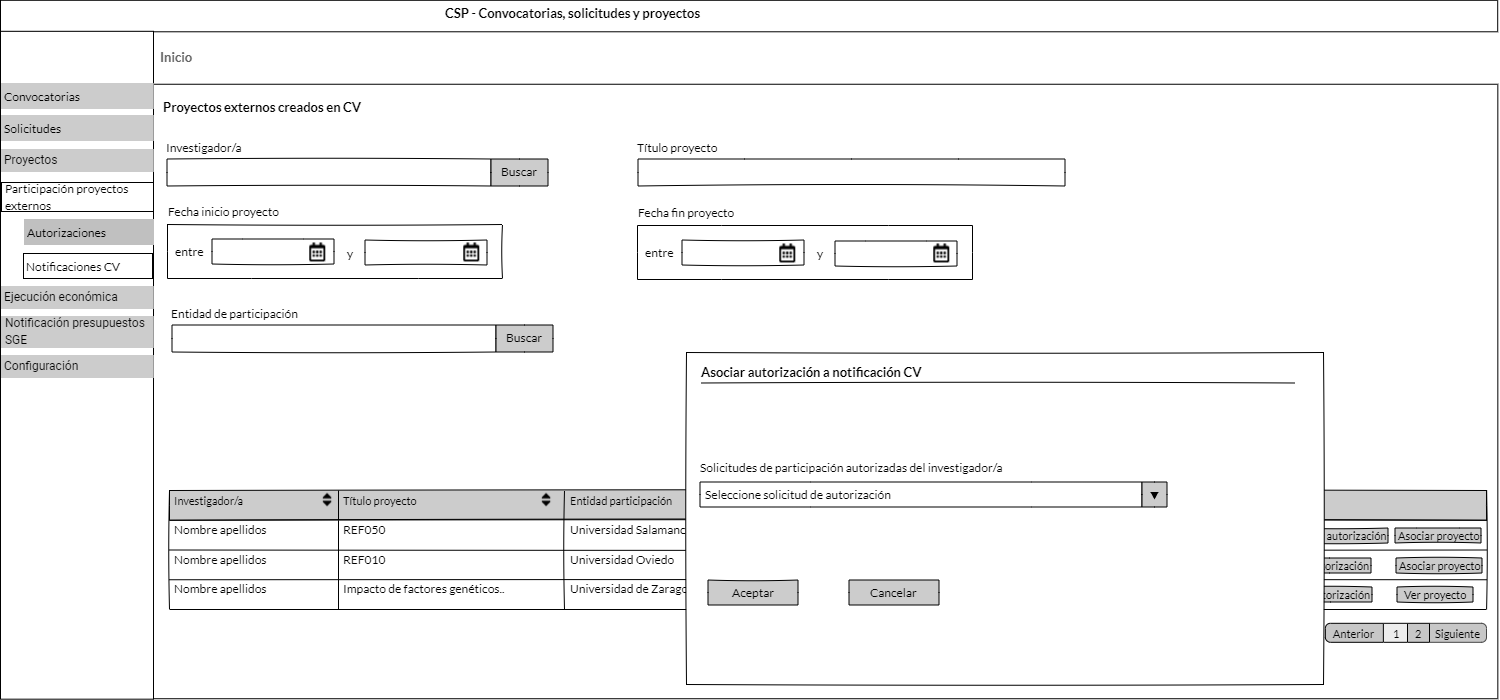 CSP - Convocatorias, solicitudes y proyectos
Inicio
Convocatorias
Solicitudes
Proyectos
Participación proyectos
externos
Autorizaciones
Notificaciones CV
Ejecución económica
Notificación presupuestos
SGE
Configuración
Proyectos externos creados en CV
Investigador/a
Buscar
Título proyecto
Fecha inicio proyecto
entre y
Fecha fin proyecto
entre y
Entidad de participación
Buscar
Asociar autorización a notificación CV
Solicitudes de participación autorizadas del investigador/a
Seleccione solicitud de autorización
Aceptar Cancelar
Investigador/a Título proyecto Entidad participación
Nombre apellidos REF050 Universidad Salamanc autorización Asociar proyecto
Nombre apellidos REF010 Universidad Oviedo orización Asociar proyecto
Nombre apellidos Impacto de factores genéticos.. Universidad de Zarago torización Ver proyecto
Anterior 1 2 Siguiente